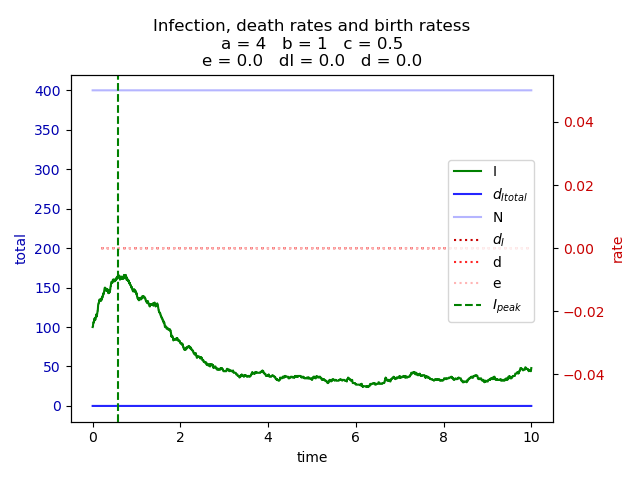 Infection, death rates and birth ratess
a = 4   b = 1   c = 0.5
e = 0.0   dI = 0.0   d = 0.0
400
350
300
250
200
150
100
50
0
total
0.04
0.02
0.00
−0.02
−0.04
rate
I
d_Itotal
N
d_I
d
e
I_peak
0 2 4 6 8 10
time